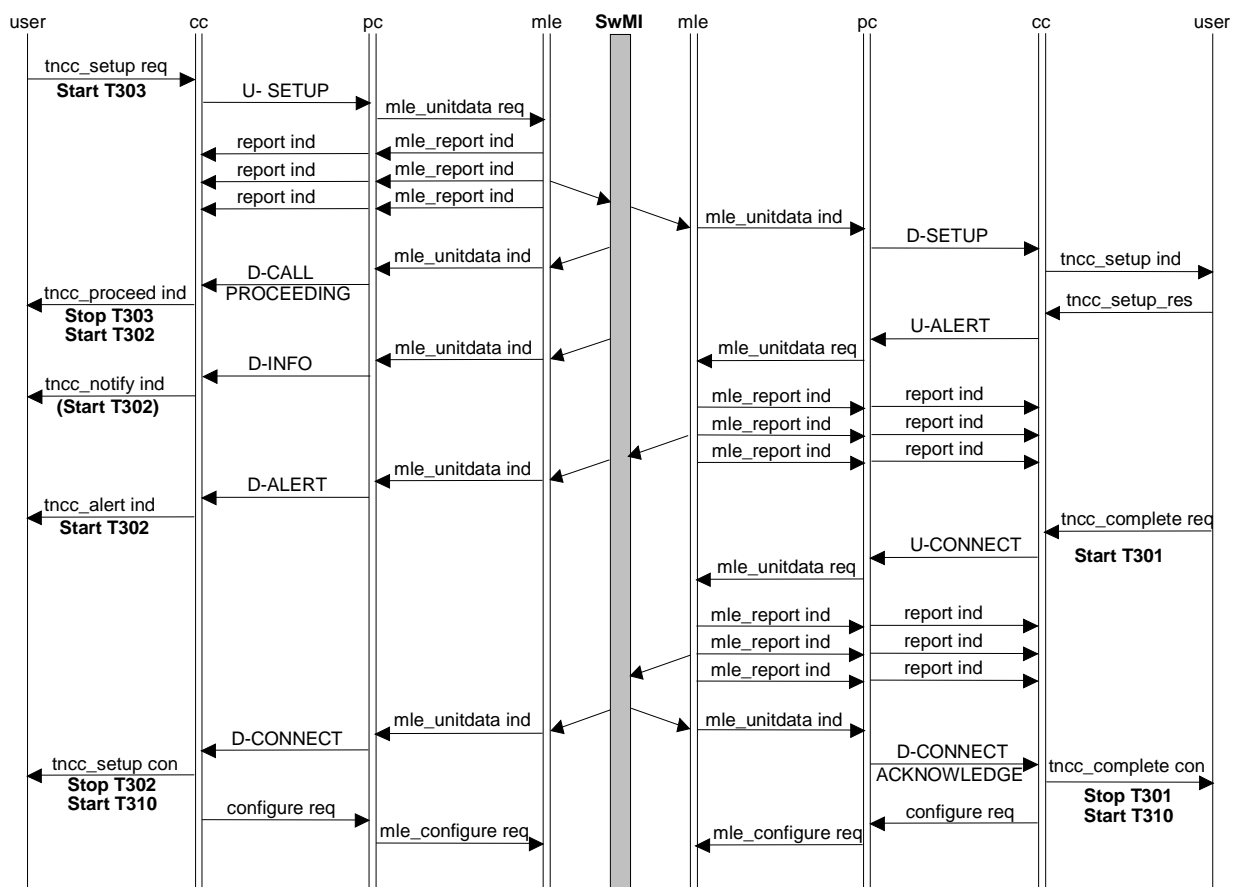 user cc pc mle SwMI mle pc cc user
tncc_setup req
Start T303
U- SETUP
mle_unitdata req
report ind mle_report ind
report ind mle_report ind
report ind mle_report ind
mle_unitdata ind
D-SETUP
tncc_setup ind
mle_unitdata ind
D-CALL
PROCEEDING
tncc_proceed ind
Stop T303
Start T302
tncc_setup_res
U-ALERT
mle_unitdata req
mle_unitdata ind
D-INFO
tncc_notify ind
(Start T302)
mle_report ind report ind
mle_report ind report ind
mle_report ind report ind
mle_unitdata ind
D-ALERT
tncc_alert ind
Start T302
tncc_complete req
Start T301
U-CONNECT
mle_unitdata req
mle_report ind report ind
mle_report ind report ind
mle_report ind report ind
mle_unitdata ind
D-CONNECT
tncc_setup con
Stop T302
Start T310
configure req
mle_configure req
mle_unitdata ind
D-CONNECT
ACKNOWLEDGE
tncc_complete con
Stop T301
Start T310
configure req
mle_configure req